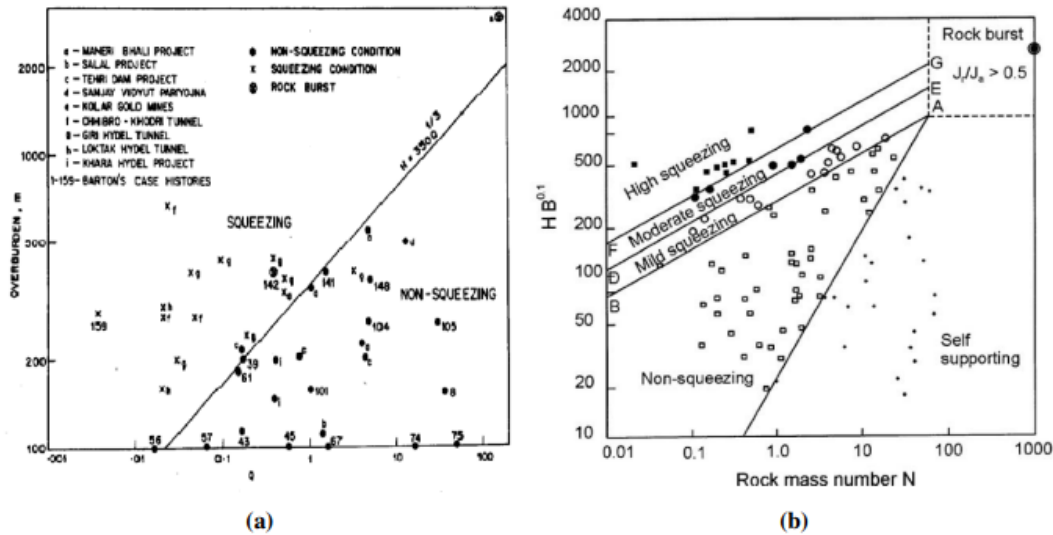 2000
1000
500
200
100
OVERBURDEN, m
a – MANERI BHALI PROJECT
b – SALAL PROJECT
c – TEHRI DAM PROJECT
d – SANJAY VIDYUT PARIYOJNA
e – KOLAR GOLD MINES
f – CHHIBRO – KHODRI TUNNEL
g – GIRI HYDEL TUNNEL
h – LOKTAK HYDEL TUNNEL
i – KHARA HYDEL PROJECT
1-159 – BARTON'S CASE HISTORIES
● – NON-SQUEEZING CONDITION
x – SQUEEZING CONDITION
– ROCK BURST
H = 350Q 1/3
SQUEEZING
NON-SQUEEZING
f
g
g
g
g
d
g
142
141
148
159
h
f
f
104
105
g
c
39
61
g
i
c
h
101
8
i
b
56
57
43
45
67
74
75
·001
·01
0.1
1.0
10
100
Q
(a)
4000
2000
1000
500
200
100
50
20
10
H B0.1
Rock burst
Jr/Ja > 0.5
G
E
A
High squeezing
Moderate squeezing
Mild squeezing
F
D
B
Non-squeezing
Self
supporting
0.01
0.1
1
10
100
1000
Rock mass number N
(b)